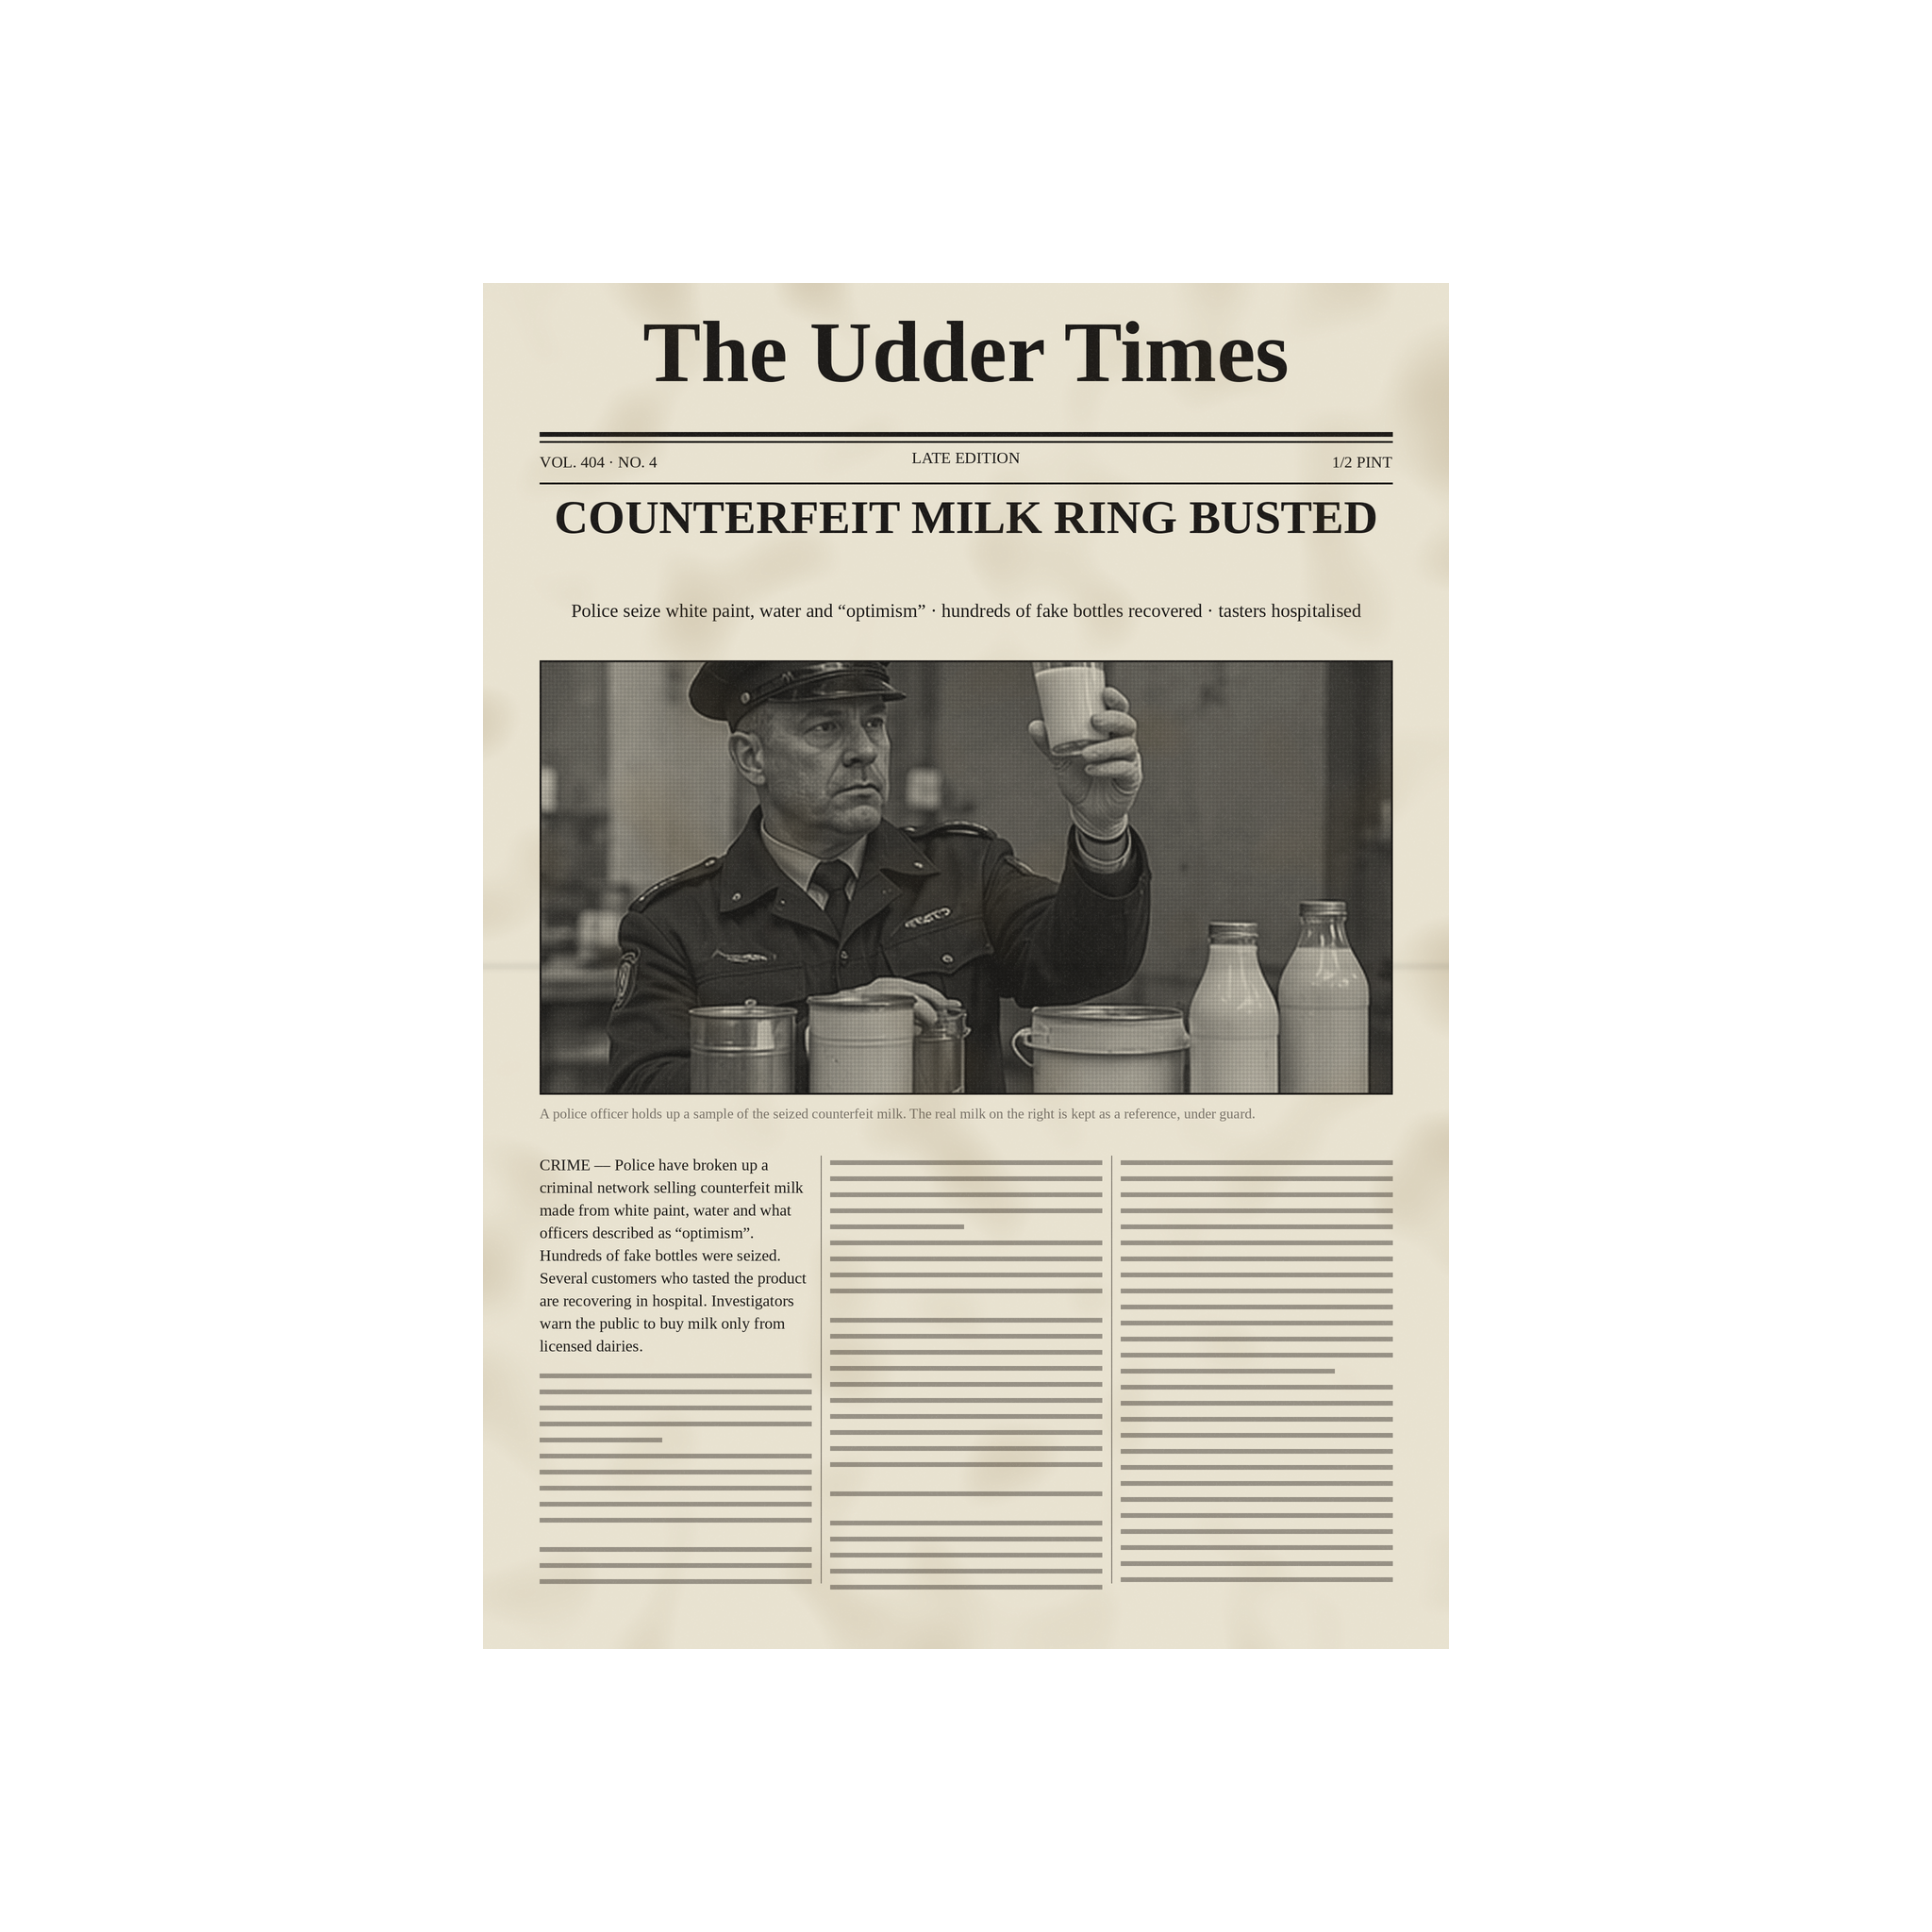 The Udder Times
VOL. 404 · NO. 4
LATE EDITION
1/2 PINT
COUNTERFEIT MILK RING BUSTED
Police seize white paint, water and “optimism” · hundreds of fake bottles recovered · tasters hospitalised
A police officer holds up a sample of the seized counterfeit milk. The real milk on the right is kept as a reference, under guard.
CRIME — Police have broken up a
criminal network selling counterfeit milk
made from white paint, water and what
officers described as “optimism”.
Hundreds of fake bottles were seized.
Several customers who tasted the product
are recovering in hospital. Investigators
warn the public to buy milk only from
licensed dairies.